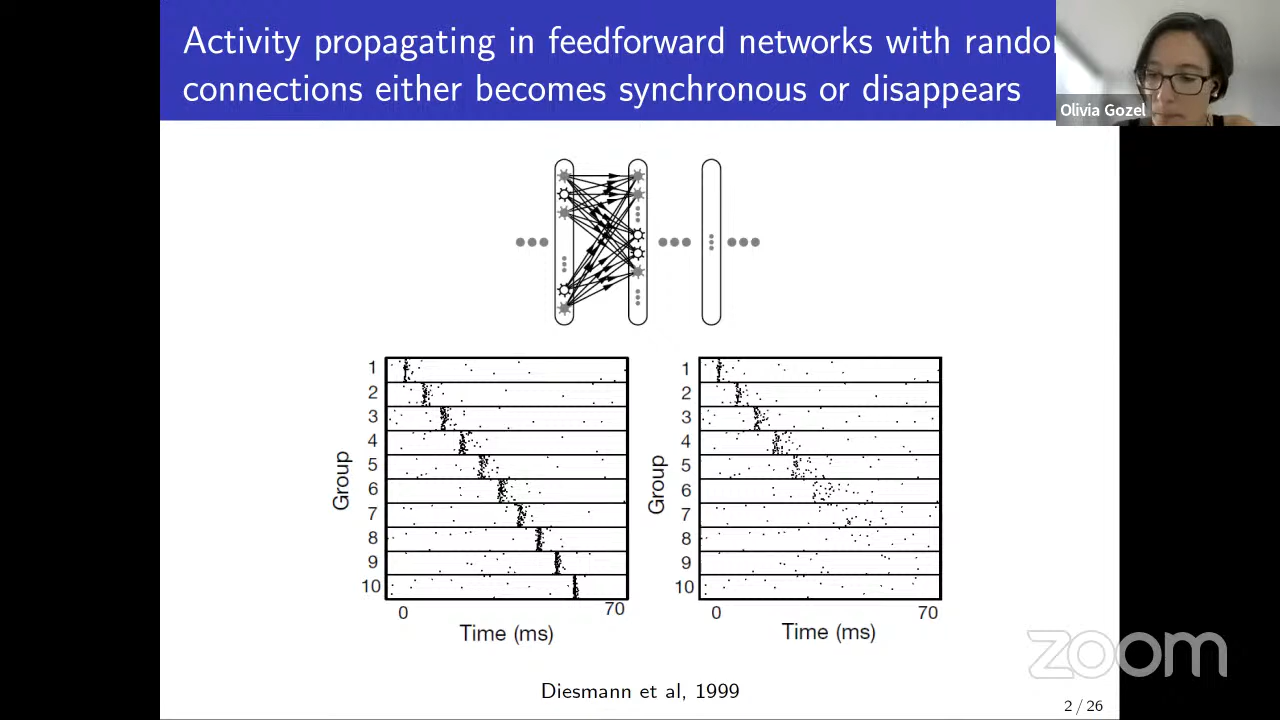 Activity propagating in feedforward networks with
connections either becomes synchronous or disappears
Olivia Gozel
1
2
3
4
5
6
7
8
9
10
Group
0
70
Time (ms)
1
2
3
4
5
6
7
8
9
10
Group
0
70
Time (ms)
zoom
Diesmann et al, 1999
2 / 26